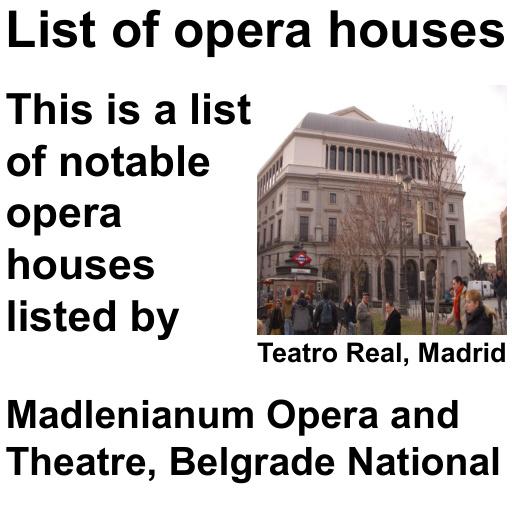 List of opera houses
This is a list
of notable
opera
houses
listed by
Teatro Real, Madrid
Madlenianum Opera and
Theatre, Belgrade National